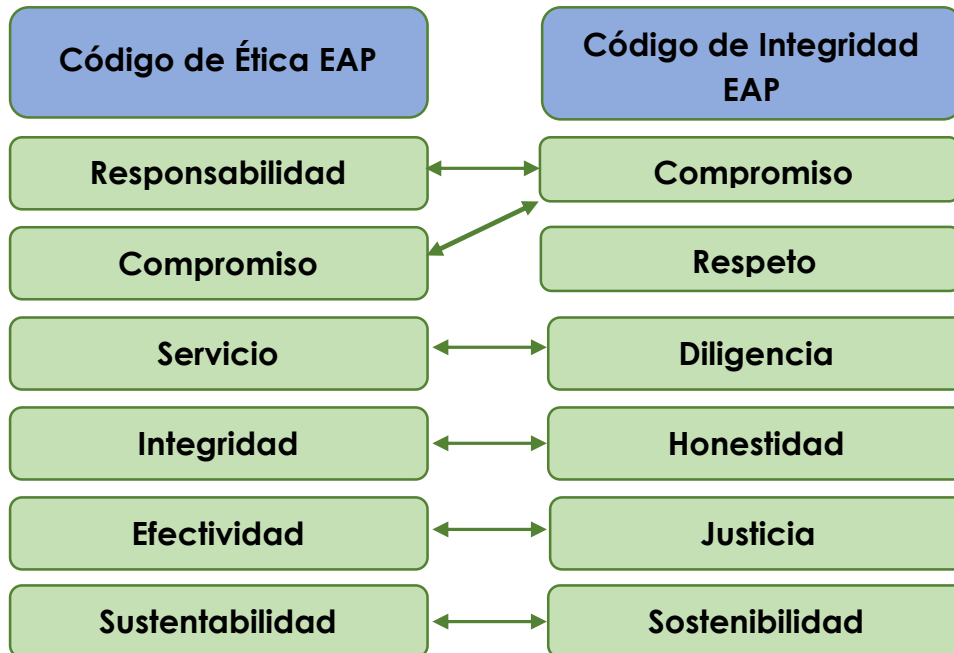 Código de Ética EAP
Código de Integridad
EAP
Responsabilidad
Compromiso
Compromiso
Respeto
Servicio
Diligencia
Integridad
Honestidad
Efectividad
Justicia
Sustentabilidad
Sostenibilidad